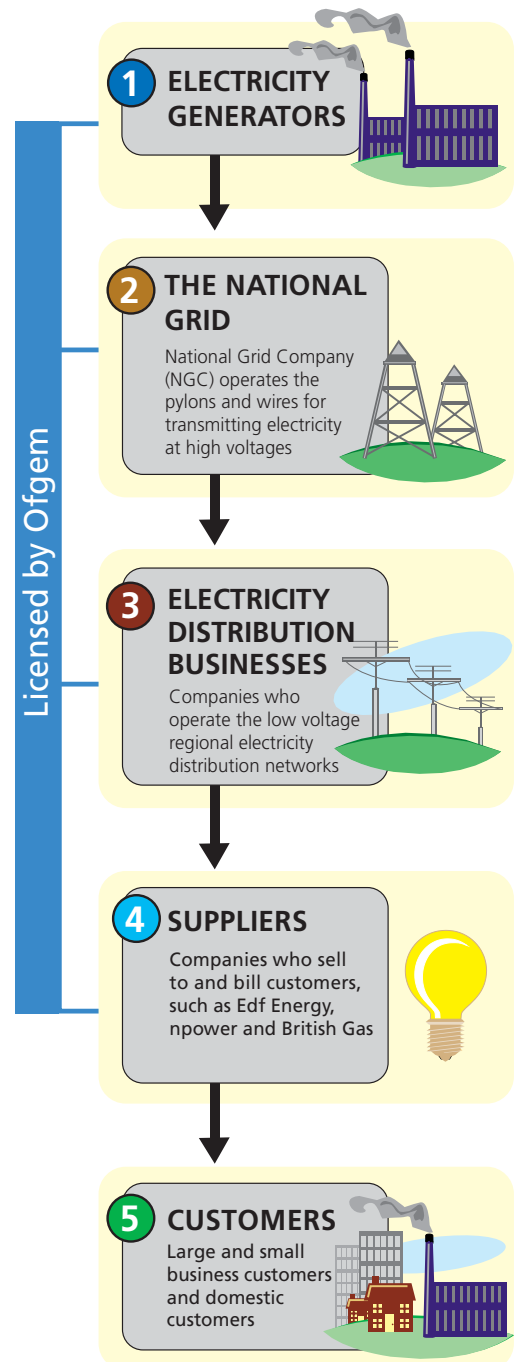 Licensed by Ofgem
1
ELECTRICITY
GENERATORS
2
THE NATIONAL
GRID
National Grid Company
(NGC) operates the
pylons and wires for
transmitting electricity
at high voltages
3
ELECTRICITY
DISTRIBUTION
BUSINESSES
Companies who
operate the low voltage
regional electricity
distribution networks
4
SUPPLIERS
Companies who sell
to and bill customers,
such as Edf Energy,
npower and British Gas
5
CUSTOMERS
Large and small
business customers
and domestic
customers